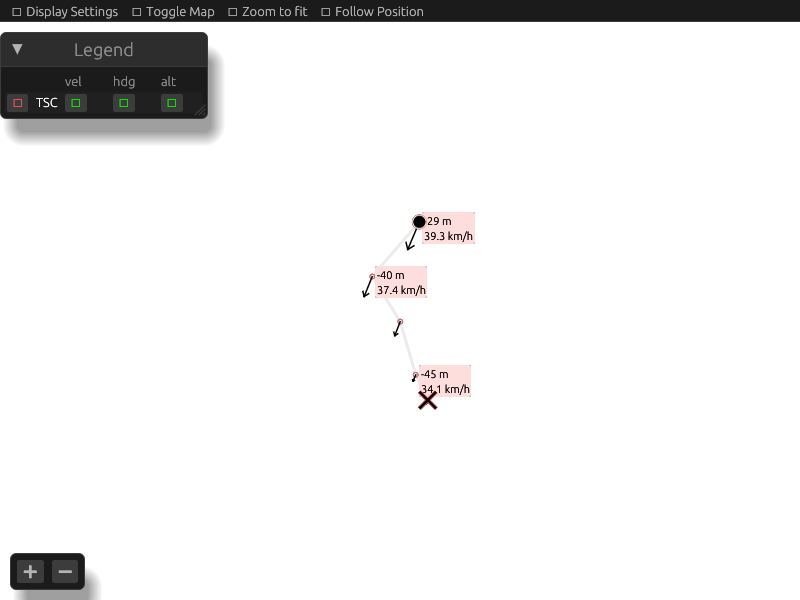 Display Settings Toggle Map Zoom to fit Follow Position
Legend
vel hdg alt
TSC
-29 m
39.3 km/h
-40 m
37.4 km/h
-45 m
34.1 km/h